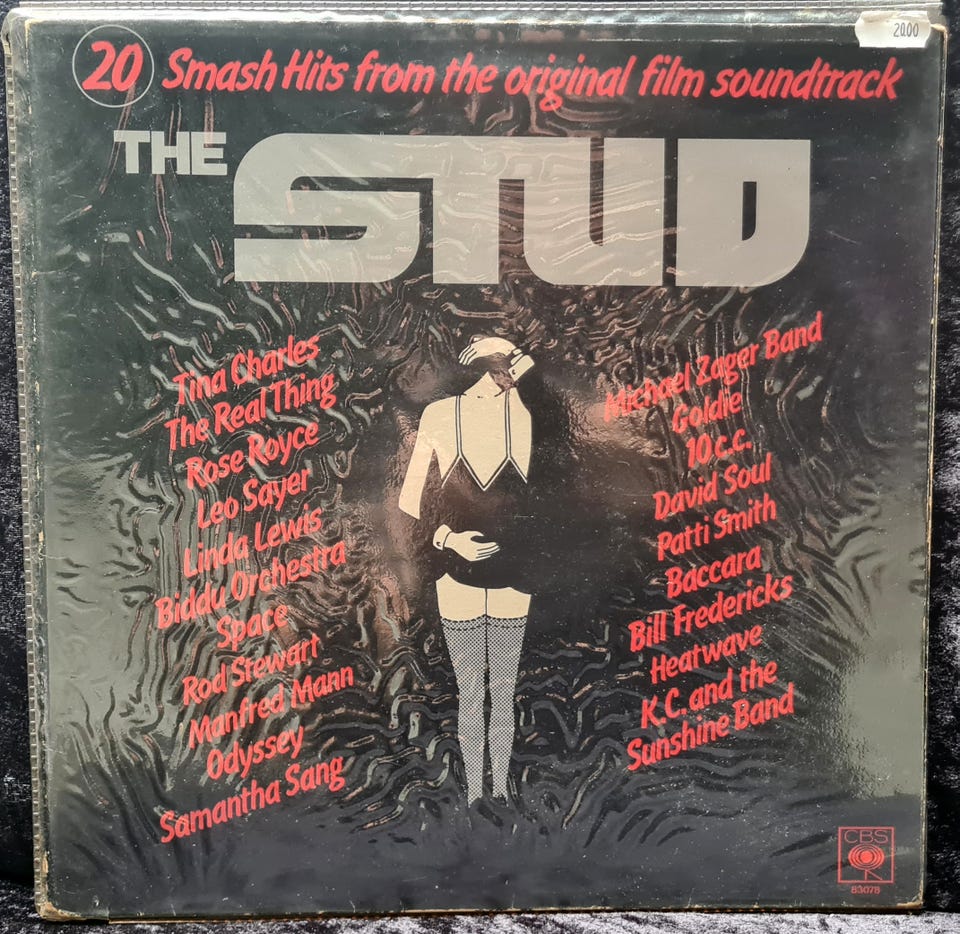 2000
20 Smash Hits from the original film soundtrack
THE STUD
Tina Charles
The Real Thing
Rose Royce
Leo Sayer
Linda Lewis
Biddu Orchestra
Space
Rod Stewart
Manfred Mann
Odyssey
Samantha Sang
Michael Zager Band
Goldie
10 c.c.
David Soul
Patti Smith
Baccara
Bill Fredericks
Heatwave
K.C. and the
Sunshine Band
CBS
83078